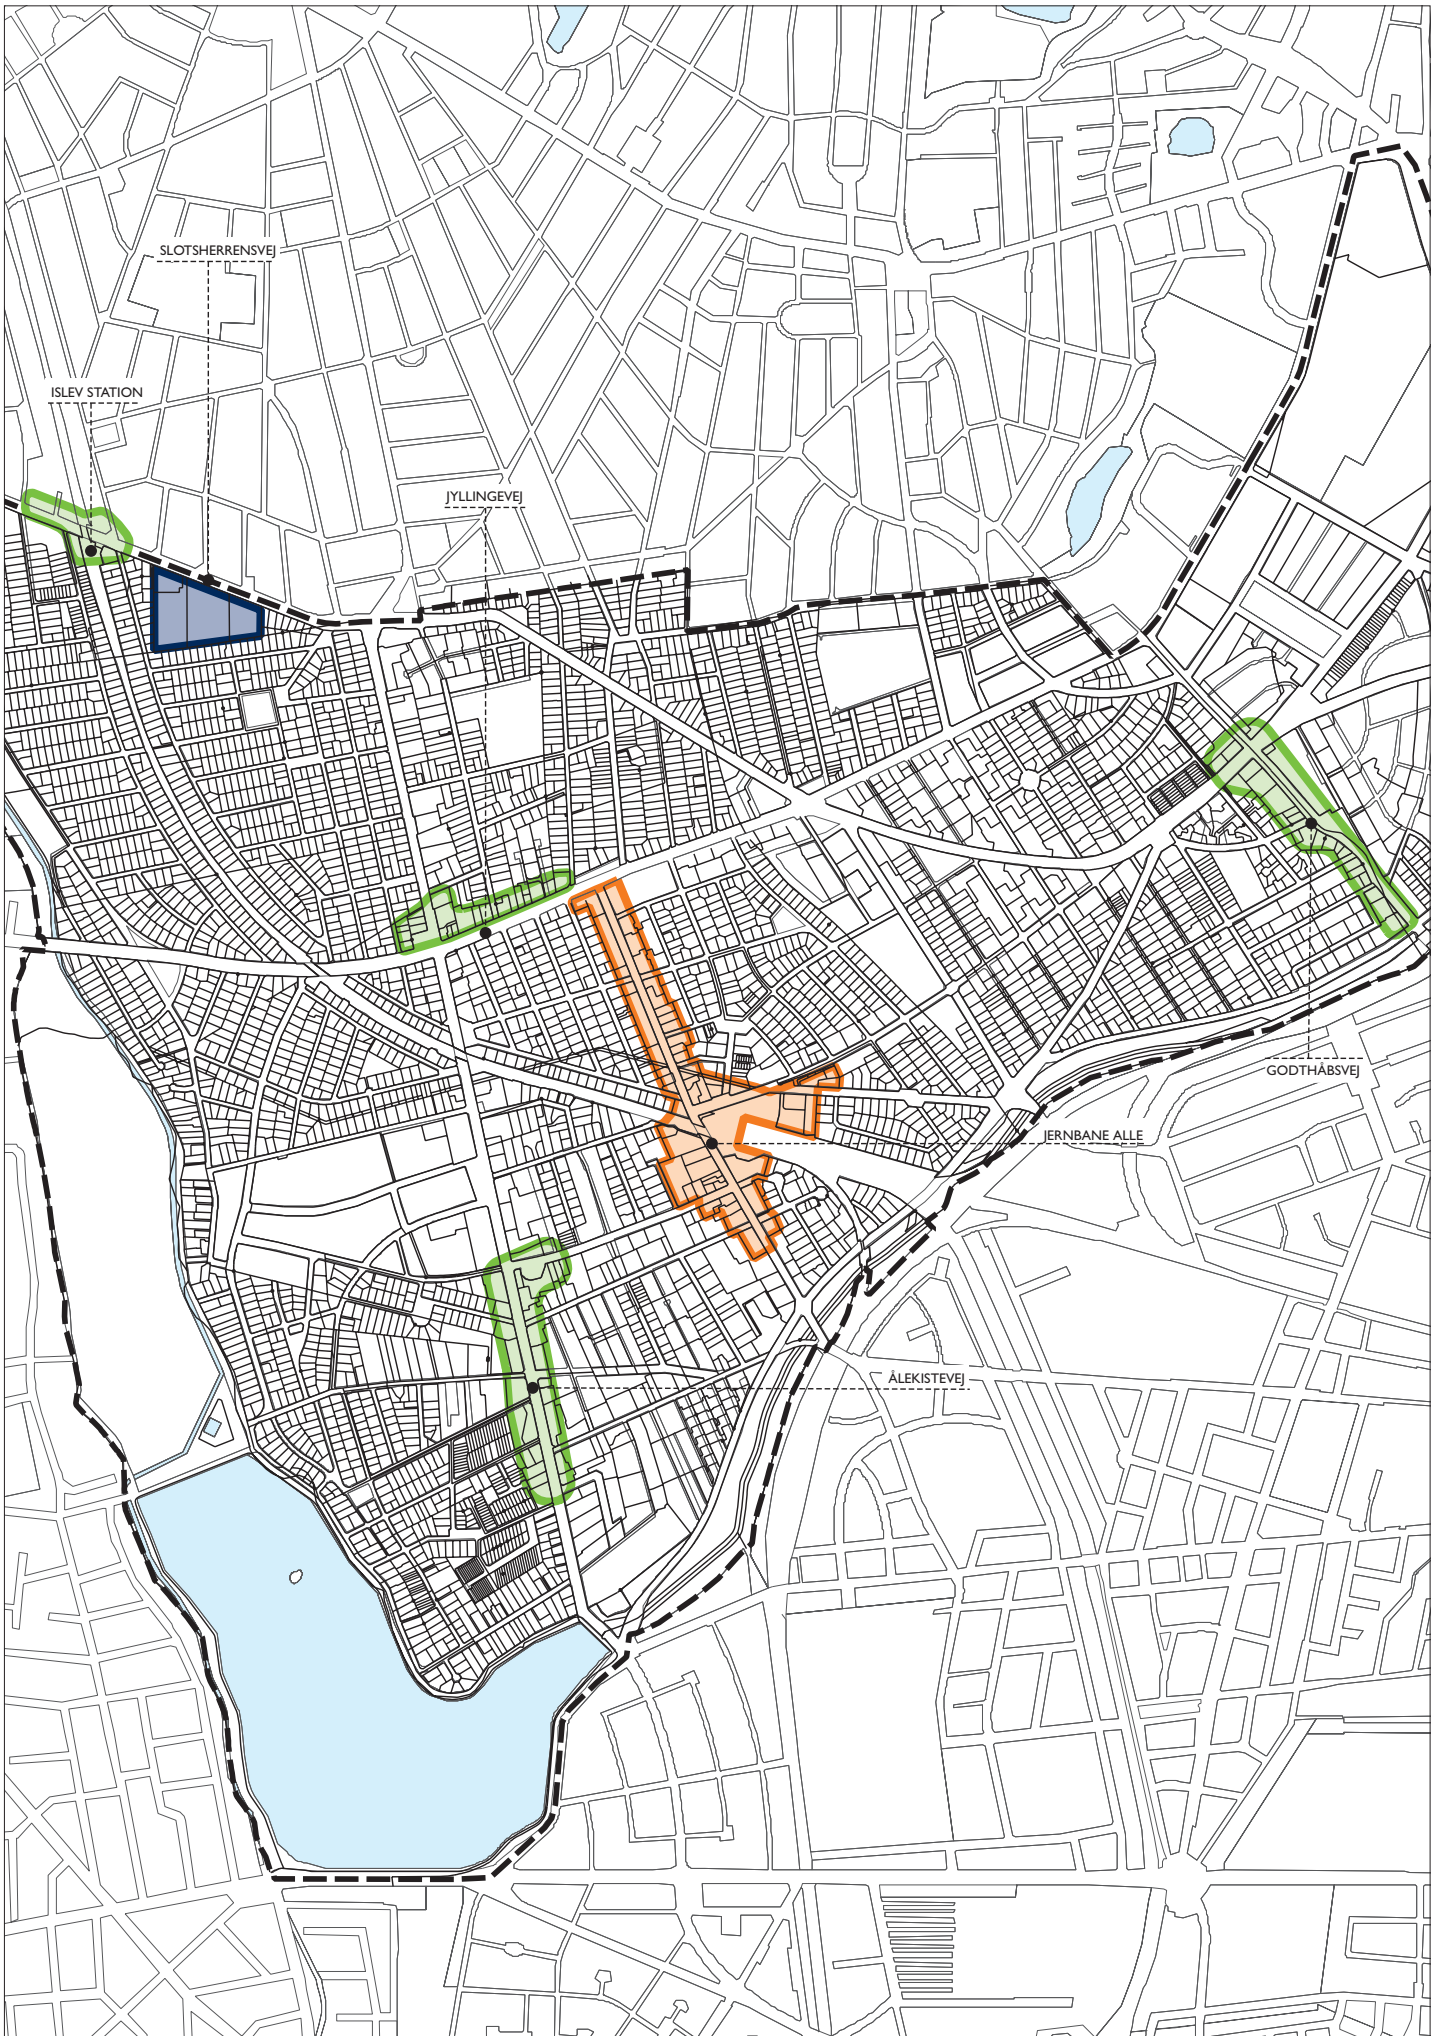 SLOTSHERRENSVEJ
ISLEV STATION
JYLLINGEVEJ
GODTHÅBSVEJ
JERNBANE ALLE
ÅLEKISTEVEJ